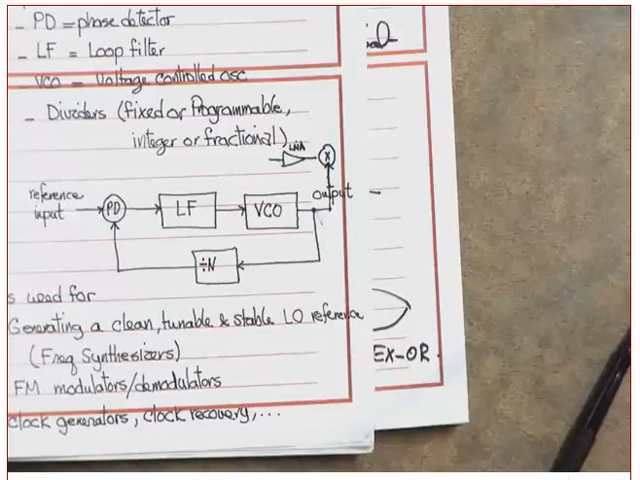 - PD = phase detector
- LF = Loop filter
- VCO = Voltage controlled osc
- Dividers (fixed or Programmable,
integer or fractional)
LNA
X
output
reference
input
PD
LF
VCO
÷N
s used for
Generating a clean, tunable & stable LO reference
(Freq Synthesizers)
FM modulators/demodulators
clock generators, clock recovery, ...
EX-OR.